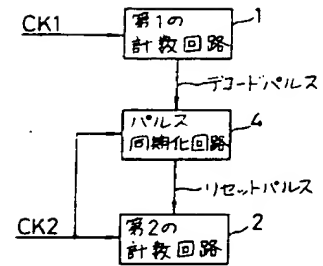 CK1
第1の
計数回路
1
デコードパルス
パルス
同期化回路
4
リセットパルス
CK2
第2の
計数回路
2